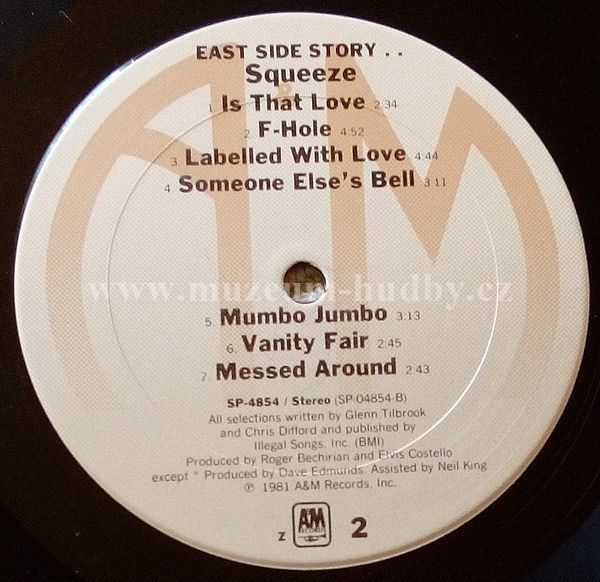 EAST SIDE STORY . .
Squeeze
1. Is That Love 2:34
2. F-Hole 4:52
3. Labelled With Love 4:44
4. Someone Else's Bell 3:11
www.muzeum-hudby.cz
5. Mumbo Jumbo 3:13
6. Vanity Fair 2:45
7. Messed Around 2:43
SP-4854 / Stereo (SP-04854-B)
All selections written by Glenn Tilbrook
and Chris Difford and published by
Illegal Songs, Inc. (BMI)
Produced by Roger Bechirian and Elvis Costello
except * Produced by Dave Edmunds. Assisted by Neil King
℗ 1981 A&M Records, Inc.
Z A&M RECORDS 2